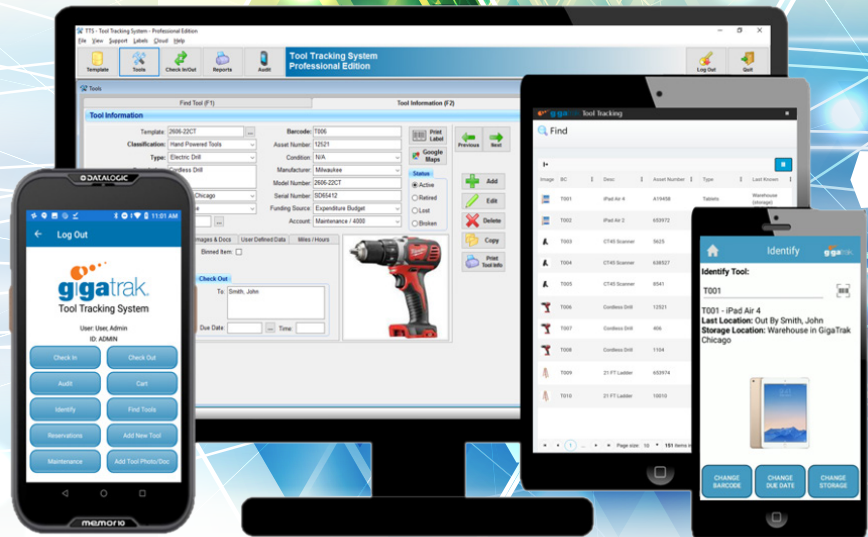 TTS - Tool Tracking System - Professional Edition
File View Support Labels Cloud Help
Template Tools Check In/Out Reports Audit
Tool Tracking System
Professional Edition
Log Out Quit
Tools
Find Tool (F1) Tool Information (F2)
Tool Information
Template: 2606-22CT ...
Classification: Hand Powered Tools
Type: Electric Drill
Cordless Drill
Chicago
Barcode: T006
Asset Number: 12521
Condition: N/A
Manufacturer: Milwaukee
Model Number: 2606-22CT
Serial Number: SD65412
Funding Source: Expenditure Budget
Account: Maintenance / 4000
Print
Label
Google
Maps
Status
Active
Retired
Lost
Broken
Previous Next
Add
Edit
Delete
Copy
Print
Tool Info
Images & Docs User Defined Data Miles / Hours
Binned Item:
Check Out
To: Smith, John
Due Date: ... Time:
DATALOGIC
11:01 AM
Log Out
gigatrak
Tool Tracking System
User: User, Admin
ID: ADMIN
Check In Check Out
Audit Cart
Identify Find Tools
Reservations Add New Tool
Maintenance Add Tool Photo/Doc
memor10
gigatrak Tool Tracking
Find
Image BC Desc Asset Number Type Last Known
T001 iPad Air 4 A19458 Tablets Warehouse
(storage)
T002 iPad Air 2 653972
T003 CT45 Scanner 5625
T004 CT45 Scanner 638527
T005 CT45 Scanner 8541
T006 Cordless Drill 12521
T007 Cordless Drill 406
T008 Cordless Drill 1104
T009 21 FT Ladder 653974
T010 21 FT Ladder 10010
1 ... Page size: 10 151 items
Identify gigatrak
Identify Tool:
T001
T001 - iPad Air 4
Last Location: Out By Smith, John
Storage Location: Warehouse in GigaTrak
Chicago
CHANGE
BARCODE
CHANGE
DUE DATE
CHANGE
STORAGE